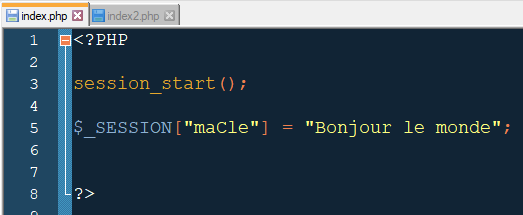 index.php index2.php
1 <?PHP
2
3 session_start();
4
5 $_SESSION["maCle"] = "Bonjour le monde";
6
7
8 ?>